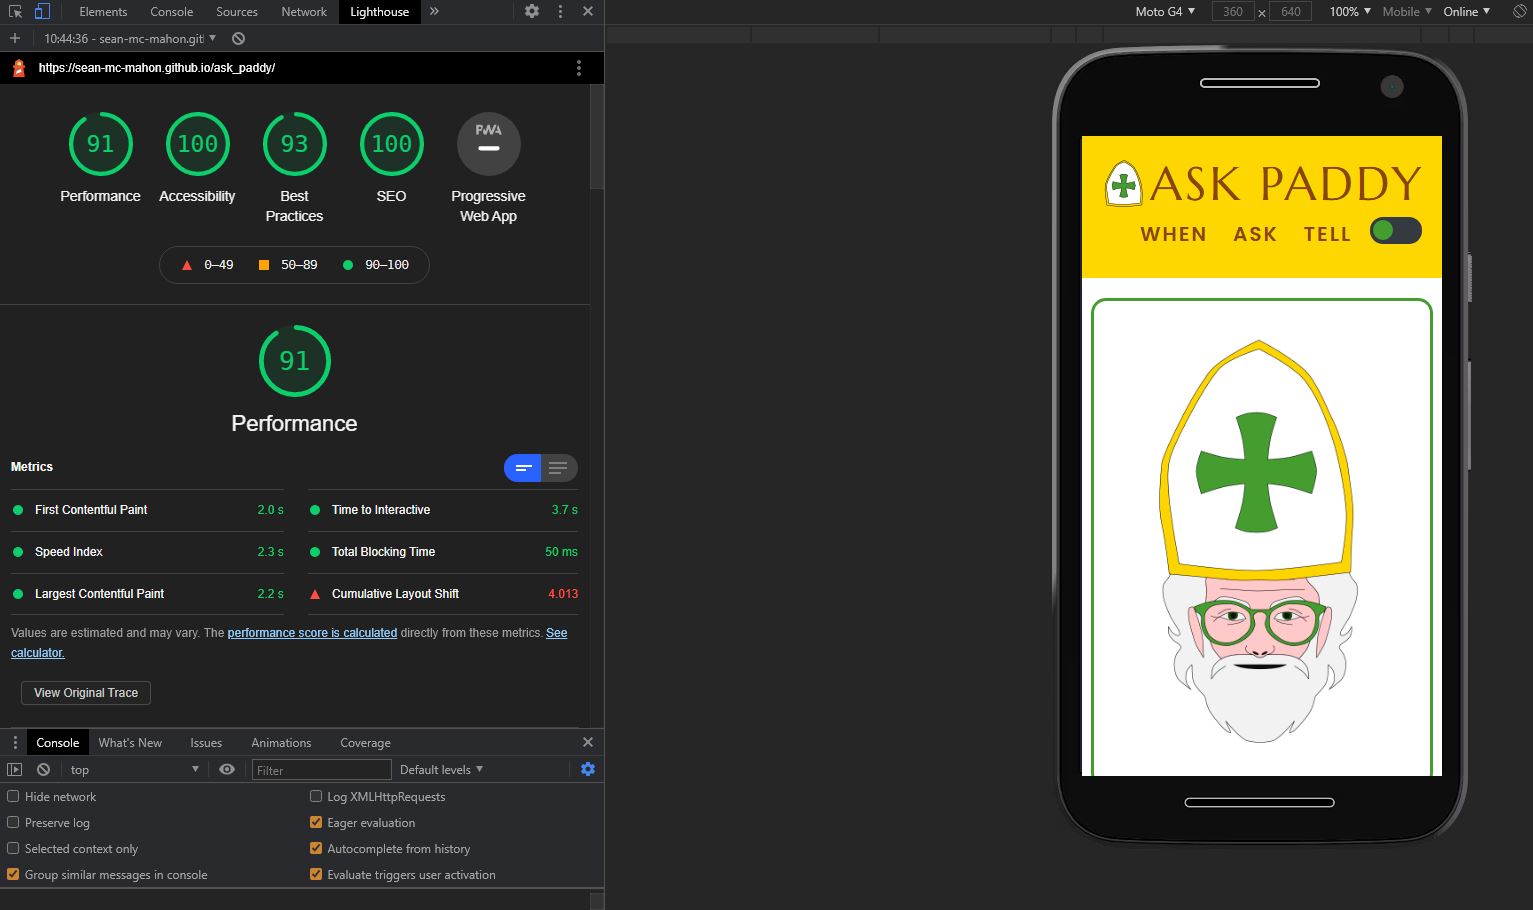 Elements Console Sources Network Lighthouse »
10:44:36 - sean-mc-mahon.git
https://sean-mc-mahon.github.io/ask_paddy/
91 100 93 100 PWA
Performance Accessibility Best Practices SEO Progressive Web App
0–49 50–89 90–100
91
Performance
Metrics
First Contentful Paint 2.0 s
Time to Interactive 3.7 s
Speed Index 2.3 s
Total Blocking Time 50 ms
Largest Contentful Paint 2.2 s
Cumulative Layout Shift 4.013
Values are estimated and may vary. The performance score is calculated directly from these metrics. See
calculator.
View Original Trace
Console What's New Issues Animations Coverage
top Filter Default levels
Hide network
Log XMLHttpRequests
Preserve log
Eager evaluation
Selected context only
Autocomplete from history
Group similar messages in console
Evaluate triggers user activation
Moto G4 360 x 640 100% Mobile Online
ASK PADDY
WHEN ASK TELL